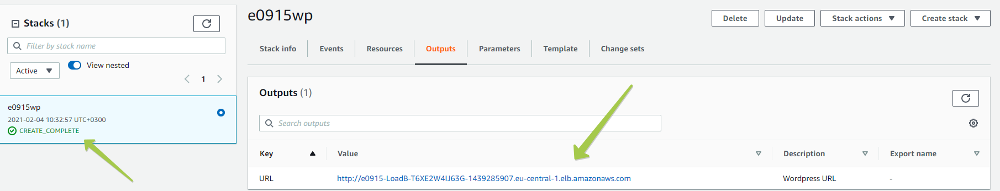 Stacks (1)
Filter by stack name
Active
View nested
1
e0915wp
2021-02-04 10:32:57 UTC+0300
CREATE_COMPLETE
e0915wp
Delete
Update
Stack actions
Create stack
Stack info
Events
Resources
Outputs
Parameters
Template
Change sets
Outputs (1)
Search outputs
Key
Value
Description
Export name
URL
http://e0915-LoadB-T6XE2W4IJ63G-1439285907.eu-central-1.elb.amazonaws.com
Wordpress URL
-